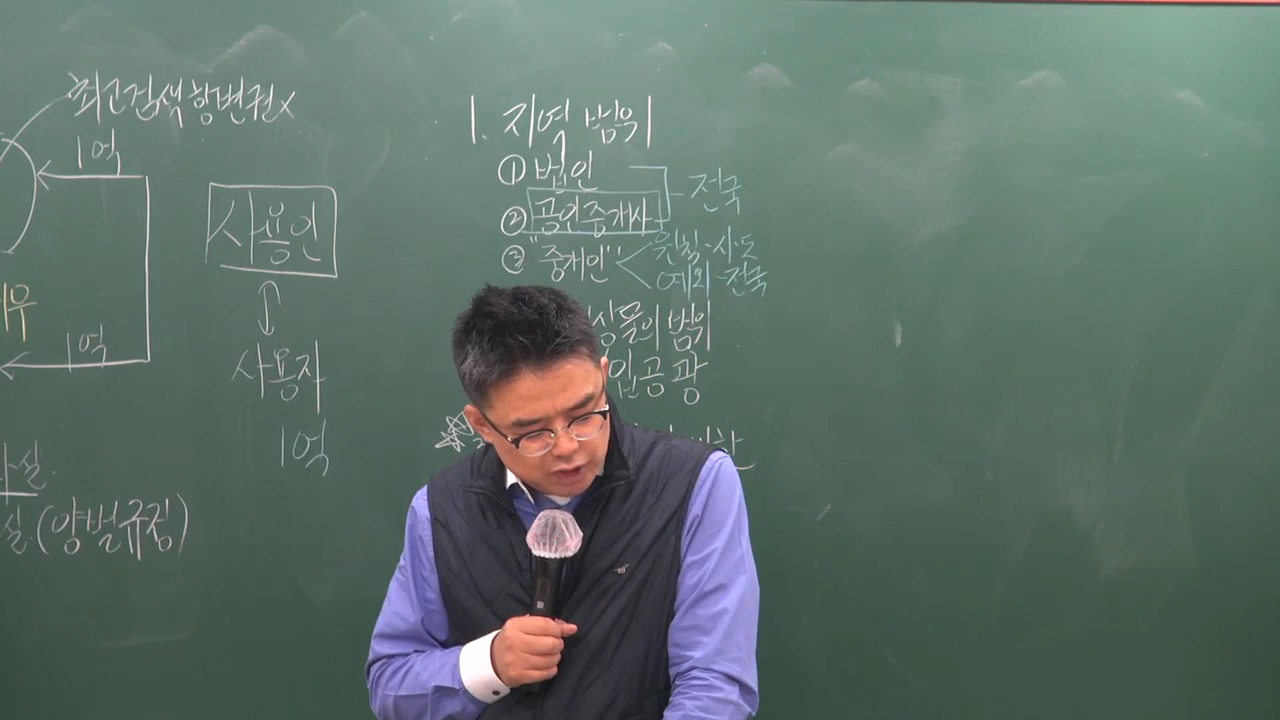 최고검색항변권x
1억
1억
사용인
사용자
1억
(양벌규정)
1. 지역 범위
① 법인
② 공인중개사
전국
③ "중개인"
원칙-시·도
예외-전국
상물의 범위
입공광